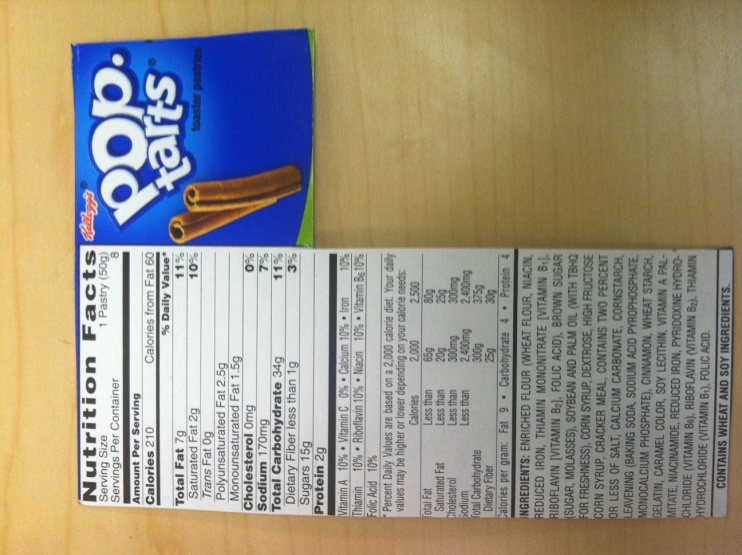 Kellogg's®
POP.
tarts®
toaster pastries
Nutrition Facts
Serving Size 1 Pastry (50g)
Servings Per Container 8
Amount Per Serving
Calories 210 Calories from Fat 60
% Daily Value*
Total Fat 7g 11%
Saturated Fat 2g 10%
Trans Fat 0g
Polyunsaturated Fat 2.5g
Monounsaturated Fat 1.5g
Cholesterol 0mg 0%
Sodium 170mg 7%
Total Carbohydrate 34g 11%
Dietary Fiber less than 1g 3%
Sugars 15g
Protein 2g
Vitamin A 10% • Vitamin C 0% • Calcium 10% • Iron 10%
Thiamin 10% • Riboflavin 10% • Niacin 10% • Vitamin B6 10%
Folic Acid 10%
* Percent Daily Values are based on a 2,000 calorie diet. Your daily
values may be higher or lower depending on your calorie needs:
Calories 2,000 2,500
Total Fat Less than 65g 80g
Saturated Fat Less than 20g 25g
Cholesterol Less than 300mg 300mg
Sodium Less than 2,400mg 2,400mg
Total Carbohydrate 300g 375g
Dietary Fiber 25g 30g
Calories per gram: Fat 9 • Carbohydrate 4 • Protein 4
INGREDIENTS: ENRICHED FLOUR (WHEAT FLOUR, NIACIN,
REDUCED IRON, THIAMIN MONONITRATE [VITAMIN B1],
RIBOFLAVIN [VITAMIN B2], FOLIC ACID), BROWN SUGAR
(SUGAR, MOLASSES), SOYBEAN AND PALM OIL (WITH TBHQ
FOR FRESHNESS), CORN SYRUP, DEXTROSE, HIGH FRUCTOSE
CORN SYRUP, CRACKER MEAL, CONTAINS TWO PERCENT
OR LESS OF SALT, CALCIUM CARBONATE, CORNSTARCH,
LEAVENING (BAKING SODA, SODIUM ACID PYROPHOSPHATE,
MONOCALCIUM PHOSPHATE), CINNAMON, WHEAT STARCH,
GELATIN, CARAMEL COLOR, SOY LECITHIN, VITAMIN A PAL-
MITATE, NIACINAMIDE, REDUCED IRON, PYRIDOXINE HYDRO-
CHLORIDE (VITAMIN B6), RIBOFLAVIN (VITAMIN B2), THIAMIN
HYDROCHLORIDE (VITAMIN B1), FOLIC ACID.
CONTAINS WHEAT AND SOY INGREDIENTS.